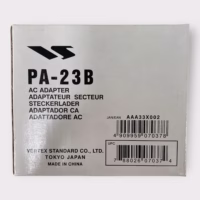 PA-23B
AC ADAPTER
ADAPTATEUR SECTEUR
STECKERLADER
ADAPTADOR CA
ADATTADORE AC
AAA33X002
VERTEX STANDARD CO., LTD.
TOKYO JAPAN
MADE IN CHINA